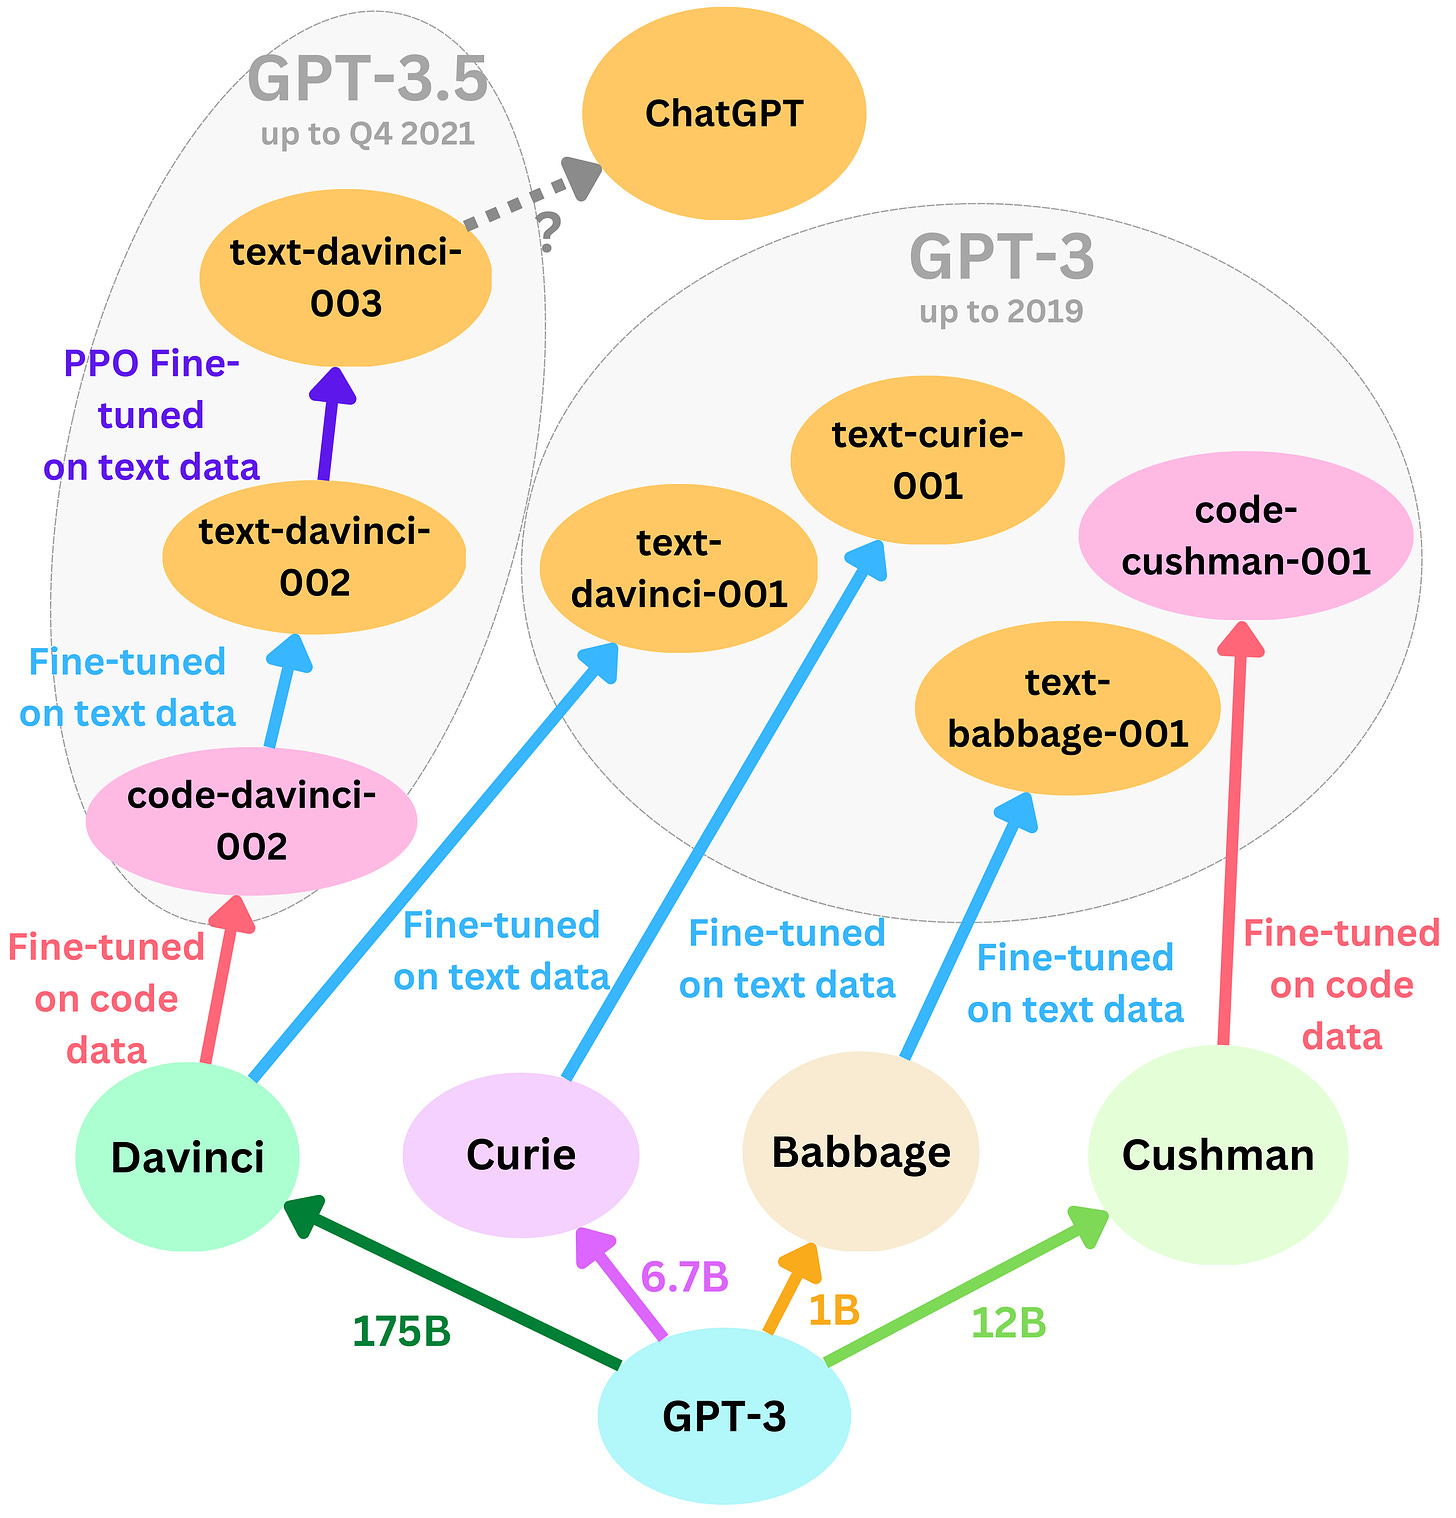 GPT-3.5
up to Q4 2021
ChatGPT
text-davinci-
003
?
GPT-3
up to 2019
PPO Fine-
tuned
on text data
text-curie-
001
text-davinci-
002
text-
davinci-001
code-
cushman-001
Fine-tuned
on text data
text-
babbage-001
code-davinci-
002
Fine-tuned
on code
data
Fine-tuned
on text data
Fine-tuned
on text data
Fine-tuned
on text data
Fine-tuned
on code
data
Davinci
Curie
Babbage
Cushman
175B
6.7B
1B
12B
GPT-3